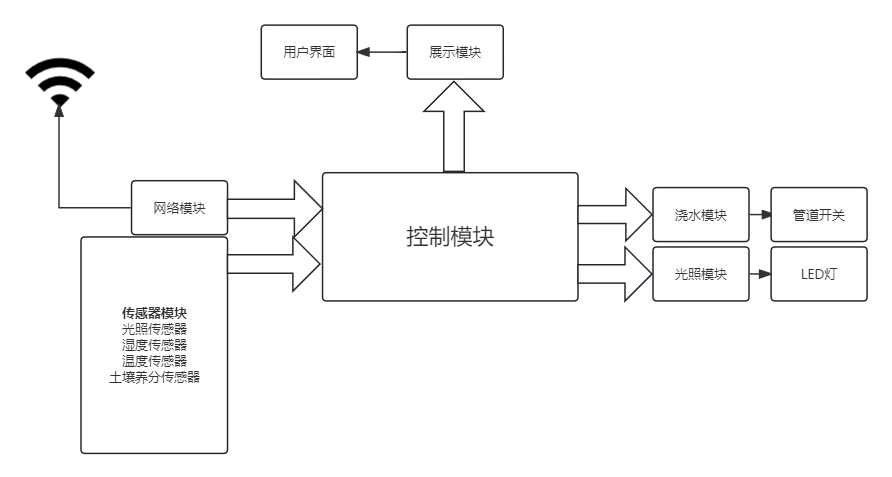 用户界面
展示模块
网络模块
控制模块
浇水模块
管道开关
光照模块
LED灯
传感器模块
光照传感器
湿度传感器
温度传感器
土壤养分传感器